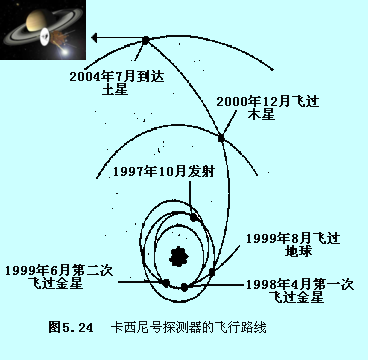 2004年7月到达
土星
2000年12月飞过
木星
1997年10月发射
1999年8月飞过
地球
1999年6月第二次
飞过金星
1998年4月第一次
飞过金星
图5.24 卡西尼号探测器的飞行路线